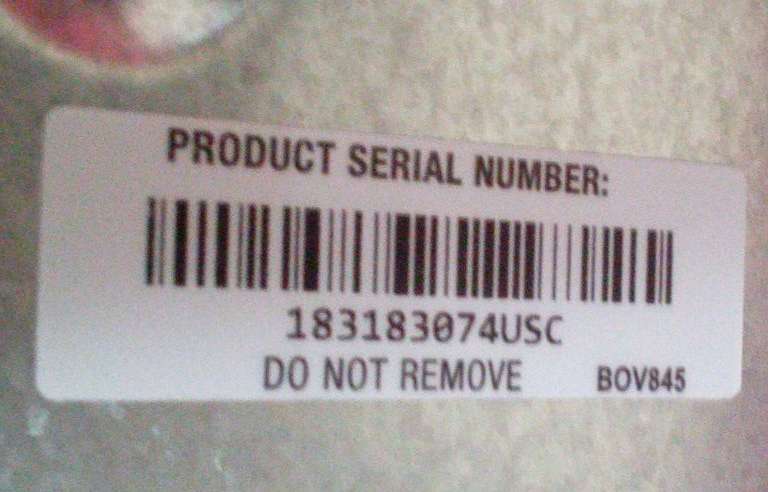 PRODUCT SERIAL NUMBER:
183183074USC
DO NOT REMOVE BOV845